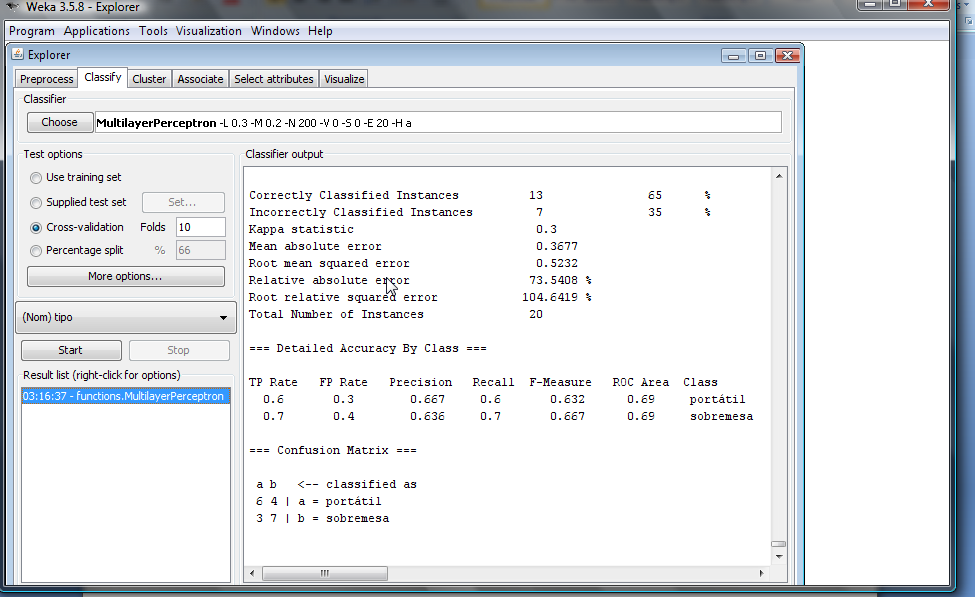 Weka 3.5.8 - Explorer
Program Applications Tools Visualization Windows Help
Explorer
Preprocess Classify Cluster Associate Select attributes Visualize
Classifier
Choose MultilayerPerceptron -L 0.3 -M 0.2 -N 200 -V 0 -S 0 -E 20 -H a
Test options
Use training set
Supplied test set Set...
Cross-validation Folds 10
Percentage split % 66
More options...
(Nom) tipo
Start Stop
Result list (right-click for options)
03:16:37 - functions.MultilayerPerceptron
Classifier output
Correctly Classified Instances 13 65 %
Incorrectly Classified Instances 7 35 %
Kappa statistic 0.3
Mean absolute error 0.3677
Root mean squared error 0.5232
Relative absolute error 73.5408 %
Root relative squared error 104.6419 %
Total Number of Instances 20
=== Detailed Accuracy By Class ===
TP Rate FP Rate Precision Recall F-Measure ROC Area Class
0.6 0.3 0.667 0.6 0.632 0.69 portátil
0.7 0.4 0.636 0.7 0.667 0.69 sobremesa
=== Confusion Matrix ===
a b <-- classified as
6 4 | a = portátil
3 7 | b = sobremesa